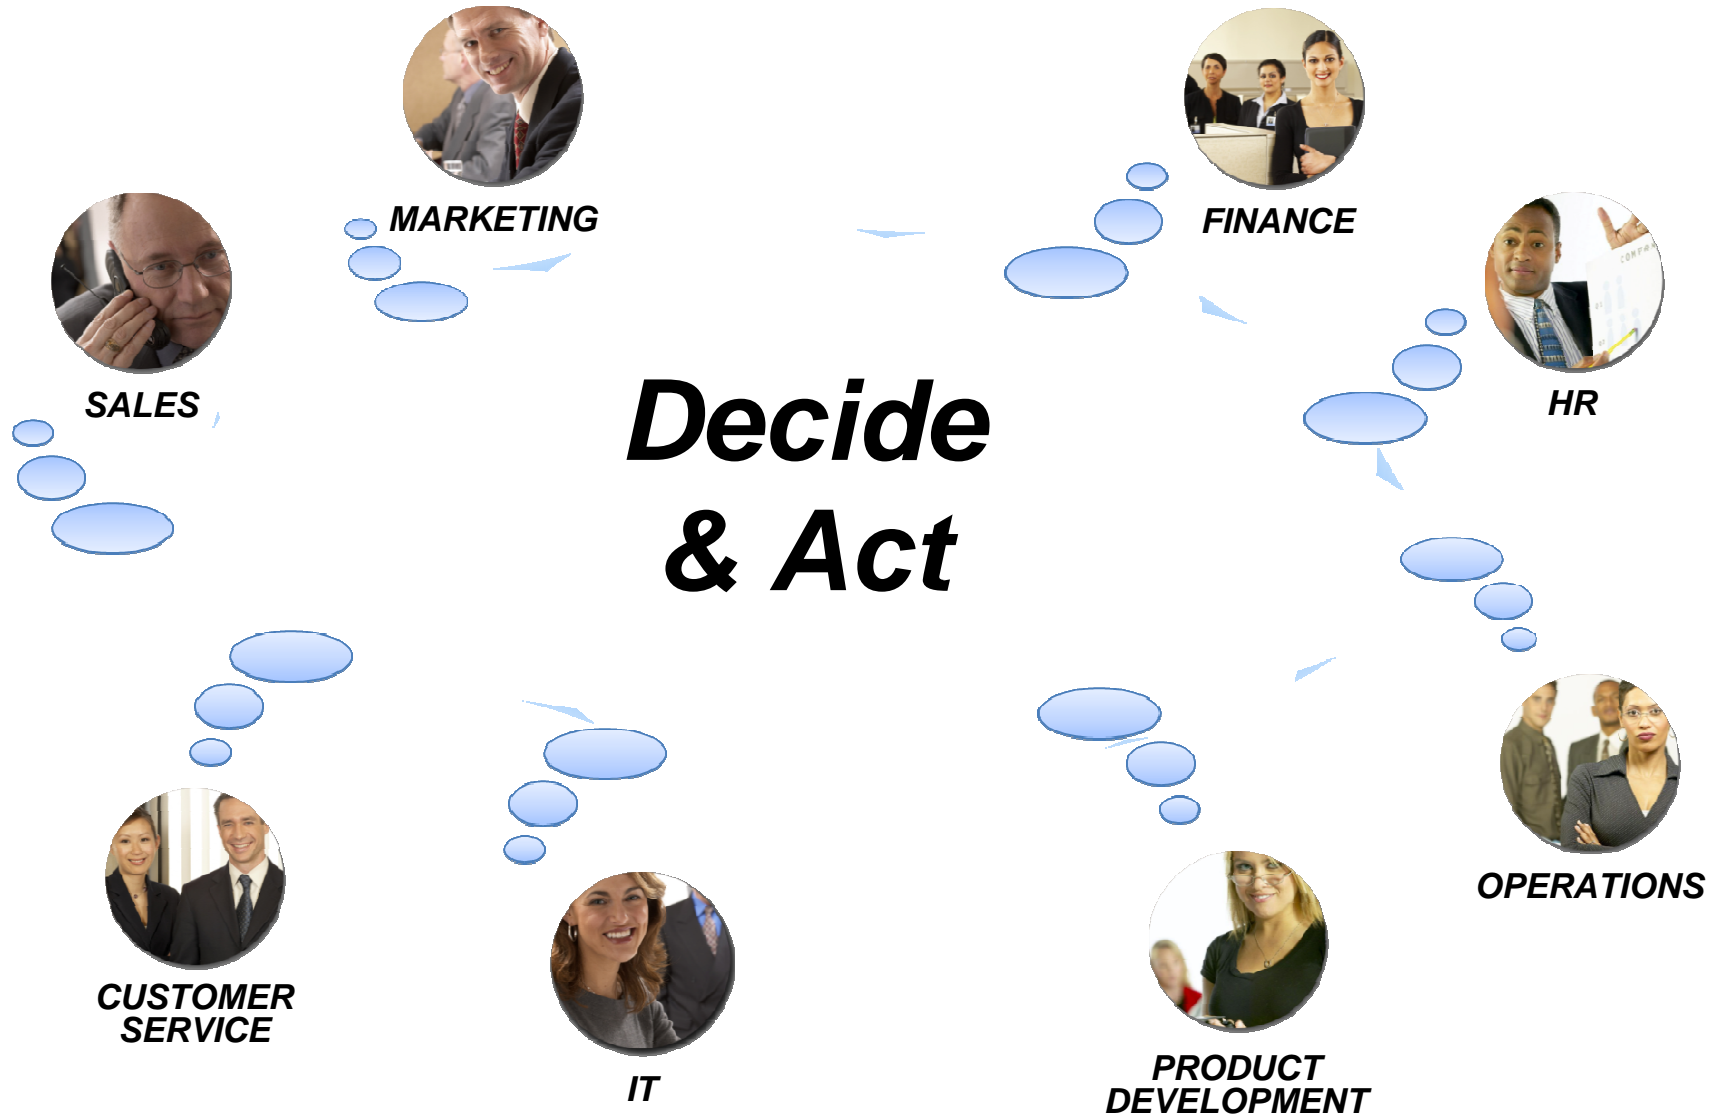 MARKETING
FINANCE
SALES
HR
Decide
& Act
OPERATIONS
CUSTOMER
SERVICE
IT
PRODUCT
DEVELOPMENT